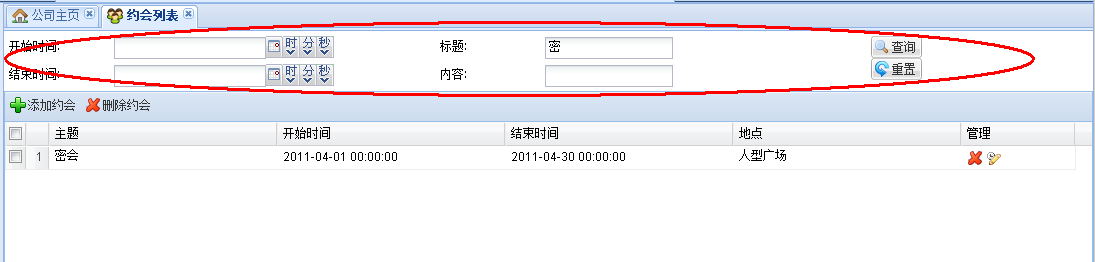 公司主页 约会列表
开始时间: 时 分 秒 标题: 密 查询
结束时间: 时 分 秒 内容: 重置
添加约会 删除约会
主题 开始时间 结束时间 地点 管理
1 密会 2011-04-01 00:00:00 2011-04-30 00:00:00 人型广场